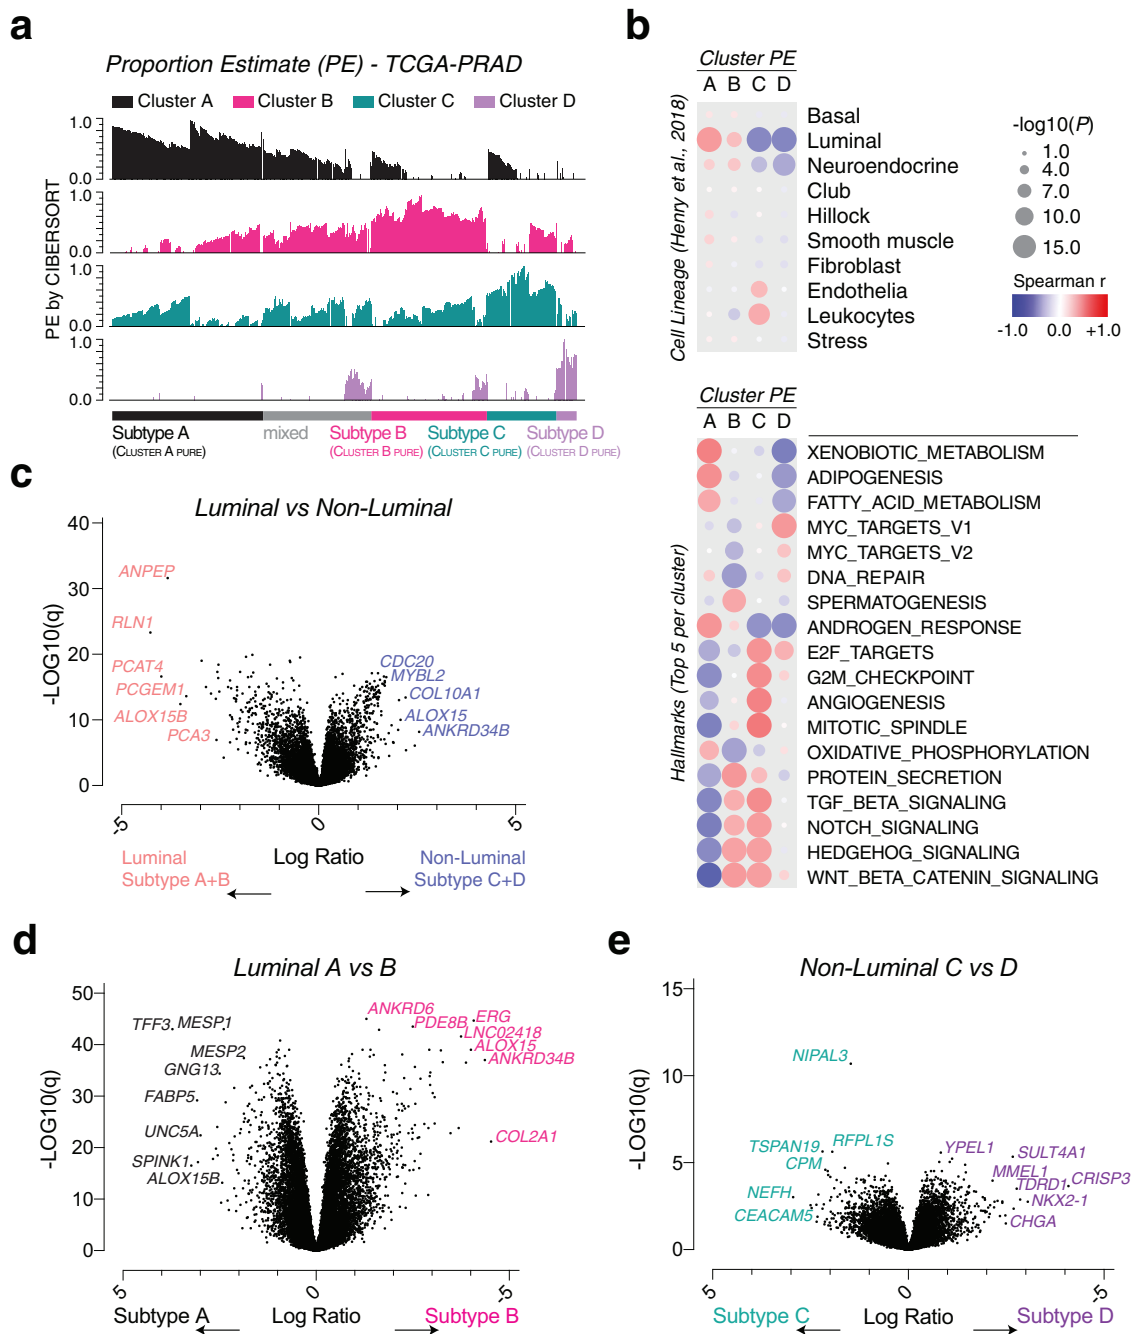 a
Proportion Estimate (PE) - TCGA-PRAD
Cluster A Cluster B Cluster C Cluster D
PE by CIBERSORT
1.0
0.0
1.0
0.0
1.0
0.0
1.0
0.0
Subtype A mixed Subtype B Subtype C Subtype D
(CLUSTER A PURE) (CLUSTER B PURE) (CLUSTER C PURE) (CLUSTER D PURE)
b
Cluster PE
A B C D
Cell Lineage (Henry et al., 2018)
Basal
Luminal
Neuroendocrine
Club
Hillock
Smooth muscle
Fibroblast
Endothelia
Leukocytes
Stress
-log10(P)
1.0
4.0
7.0
10.0
15.0
Spearman r
-1.0 0.0 +1.0
Cluster PE
A B C D
Hallmarks (Top 5 per cluster)
XENOBIOTIC_METABOLISM
ADIPOGENESIS
FATTY_ACID_METABOLISM
MYC_TARGETS_V1
MYC_TARGETS_V2
DNA_REPAIR
SPERMATOGENESIS
ANDROGEN_RESPONSE
E2F_TARGETS
G2M_CHECKPOINT
ANGIOGENESIS
MITOTIC_SPINDLE
OXIDATIVE_PHOSPHORYLATION
PROTEIN_SECRETION
TGF_BETA_SIGNALING
NOTCH_SIGNALING
HEDGEHOG_SIGNALING
WNT_BETA_CATENIN_SIGNALING
c
Luminal vs Non-Luminal
-LOG10(q)
40
30
20
10
0
ANPEP
RLN1
PCAT4
PCGEM1
ALOX15B
PCA3
CDC20
MYBL2
COL10A1
ALOX15
ANKRD34B
-5 0 5
Luminal Log Ratio Non-Luminal
Subtype A+B Subtype C+D
d
Luminal A vs B
-LOG10(q)
50
40
30
20
10
0
TFF3 MESP1
MESP2
GNG13
FABP5
UNC5A
SPINK1
ALOX15B
ANKRD6
PDE8B ERG
LNC02418
ALOX15
ANKRD34B
COL2A1
5 0 -5
Subtype A Log Ratio Subtype B
e
Non-Luminal C vs D
-LOG10(q)
15
10
5
0
NIPAL3
TSPAN19 RFPL1S
CPM
NEFH
CEACAM5
YPEL1 SULT4A1
MMEL1 CRISP3
TDRD1
NKX2-1
CHGA
5 0 -5
Subtype C Log Ratio Subtype D